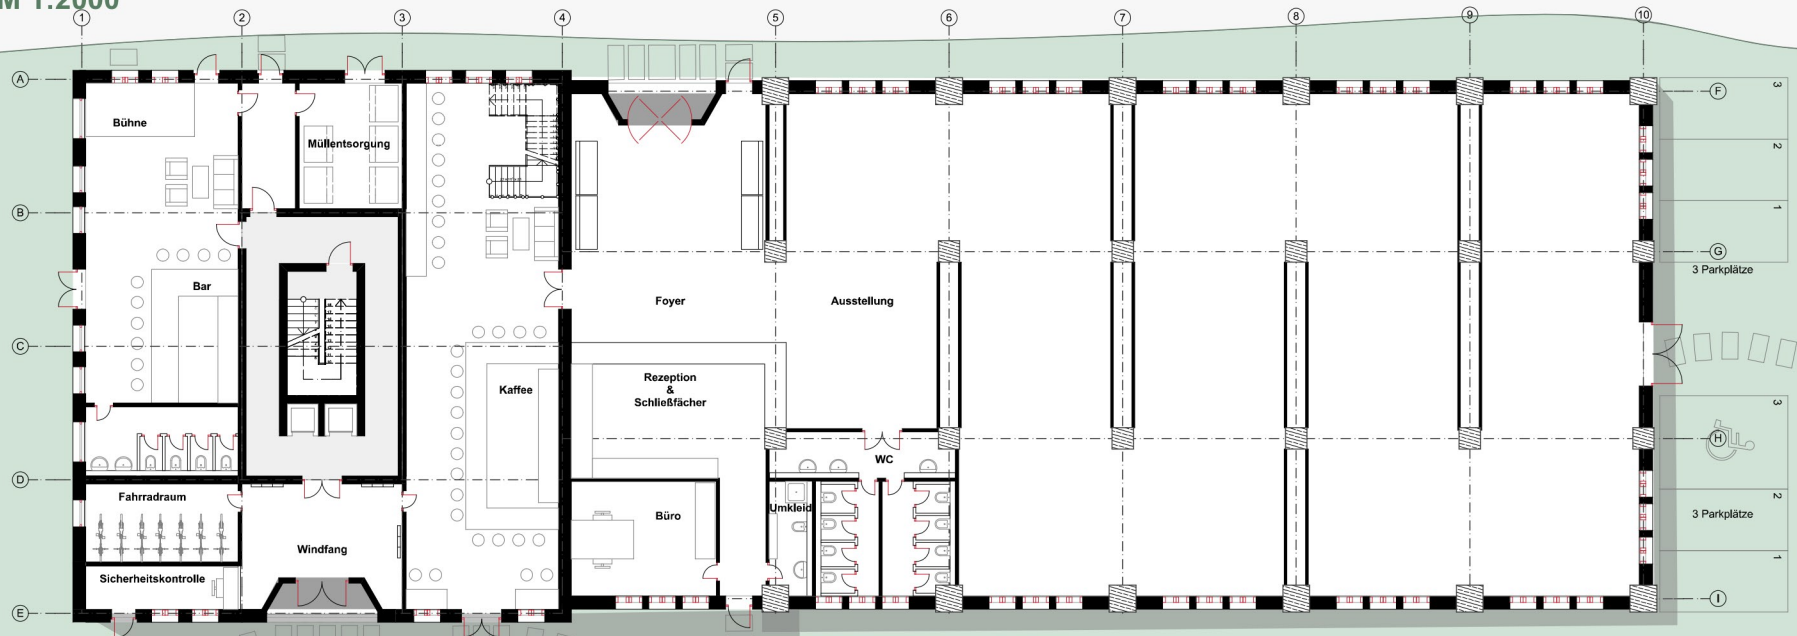 M 1:2000
1 2 3 4 5 6 7 8 9 10
A
F
3
Bühne
Müllentsorgung
2
B
1
G
3 Parkplätze
Bar
Foyer
Ausstellung
C
Kaffee
Rezeption
&
Schließfächer
3
H
WC
D
Fahrradraum
Umkleid
Büro
2
3 Parkplätze
Windfang
Sicherheitskontrolle
1
E
I